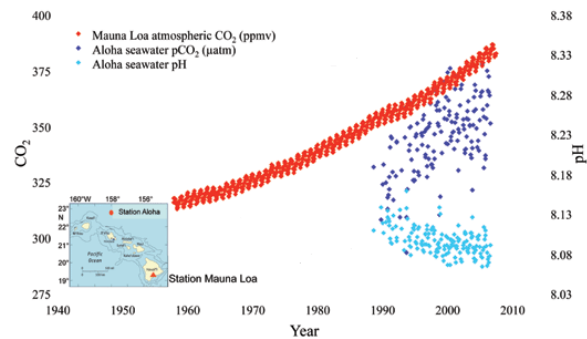 400
375
350
325
300
275
CO₂
Mauna Loa atmospheric CO₂ (ppmv)
Aloha seawater pCO₂ (µatm)
Aloha seawater pH
8.38
8.33
8.28
8.23
8.18
8.13
8.08
8.03
pH
160°W 158° 156°
23°
N
22°
21°
20°
19°
Station Aloha
Pacific
Ocean
Station Mauna Loa
1940 1950 1960 1970 1980 1990 2000 2010
Year